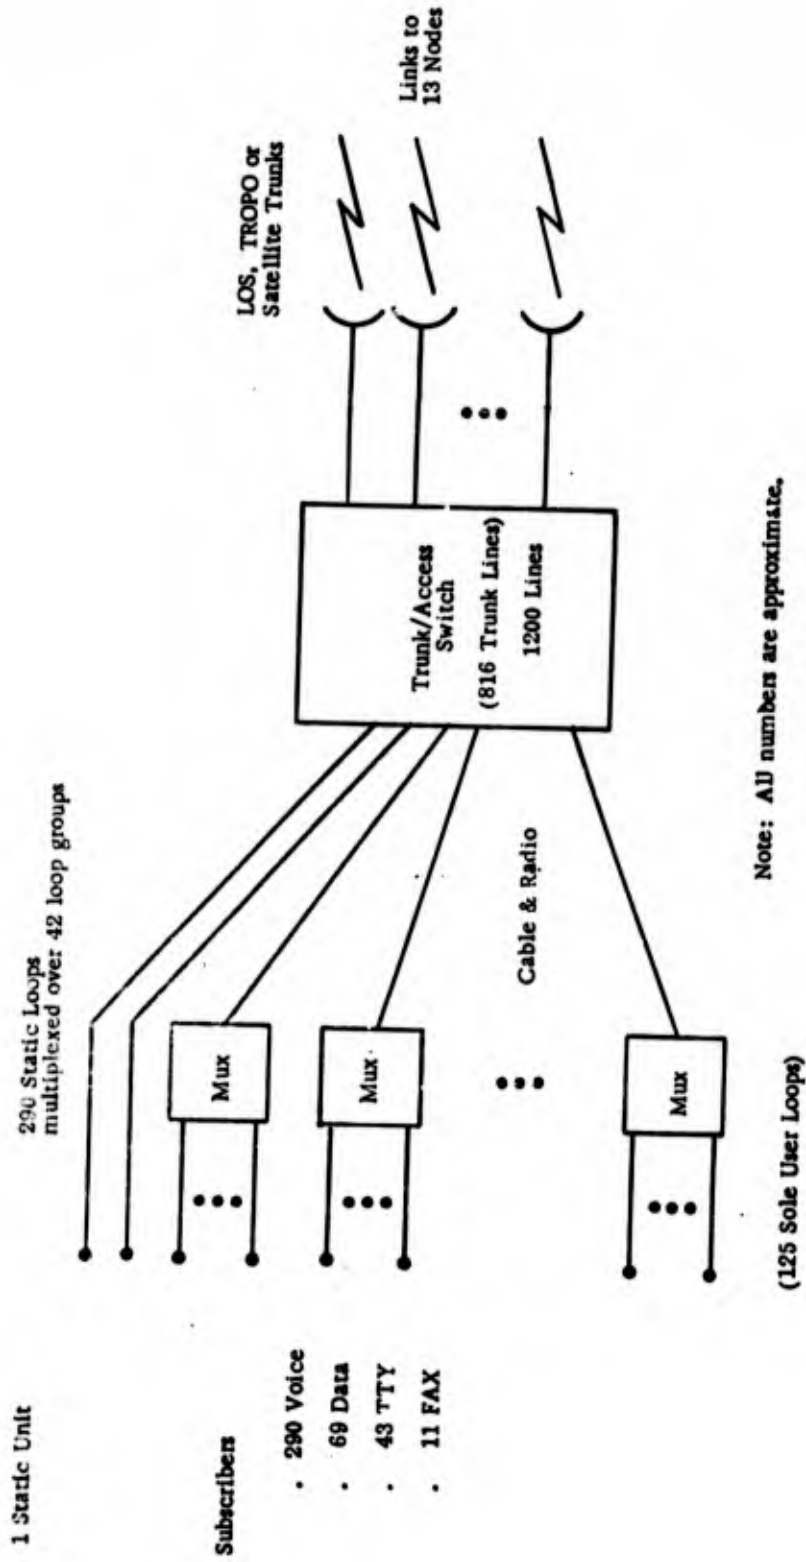 1 Static Unit
290 Static Loops
multiplexed over 42 loop groups
LOS, TROPO or
Satellite Trunks
Links to
13 Nodes
Subscribers
. 290 Voice
. 69 Data
. 43 TTY
. 11 FAX
Mux
Mux
Mux
Trunk/Access
Switch
(816 Trunk Lines)
1200 Lines
Cable & Radio
(125 Sole User Loops)
Note: All numbers are approximate.